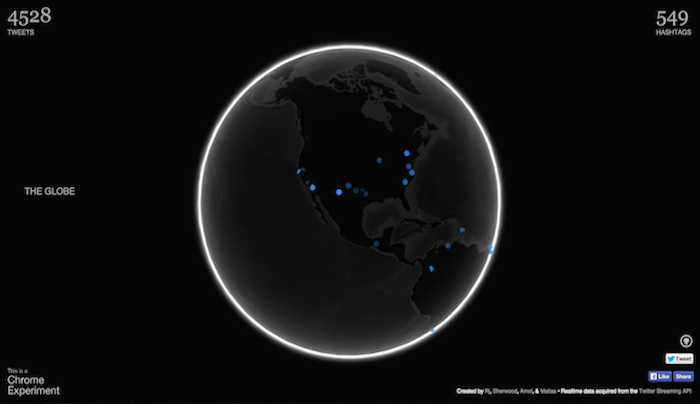 4528
TWEETS
549
HASHTAGS
THE GLOBE
This is a
Chrome
Experiment
Tweet
Like Share
Created by Rj, Sherwood, Amol, & Matias • Realtime data acquired from the Twitter Streaming API